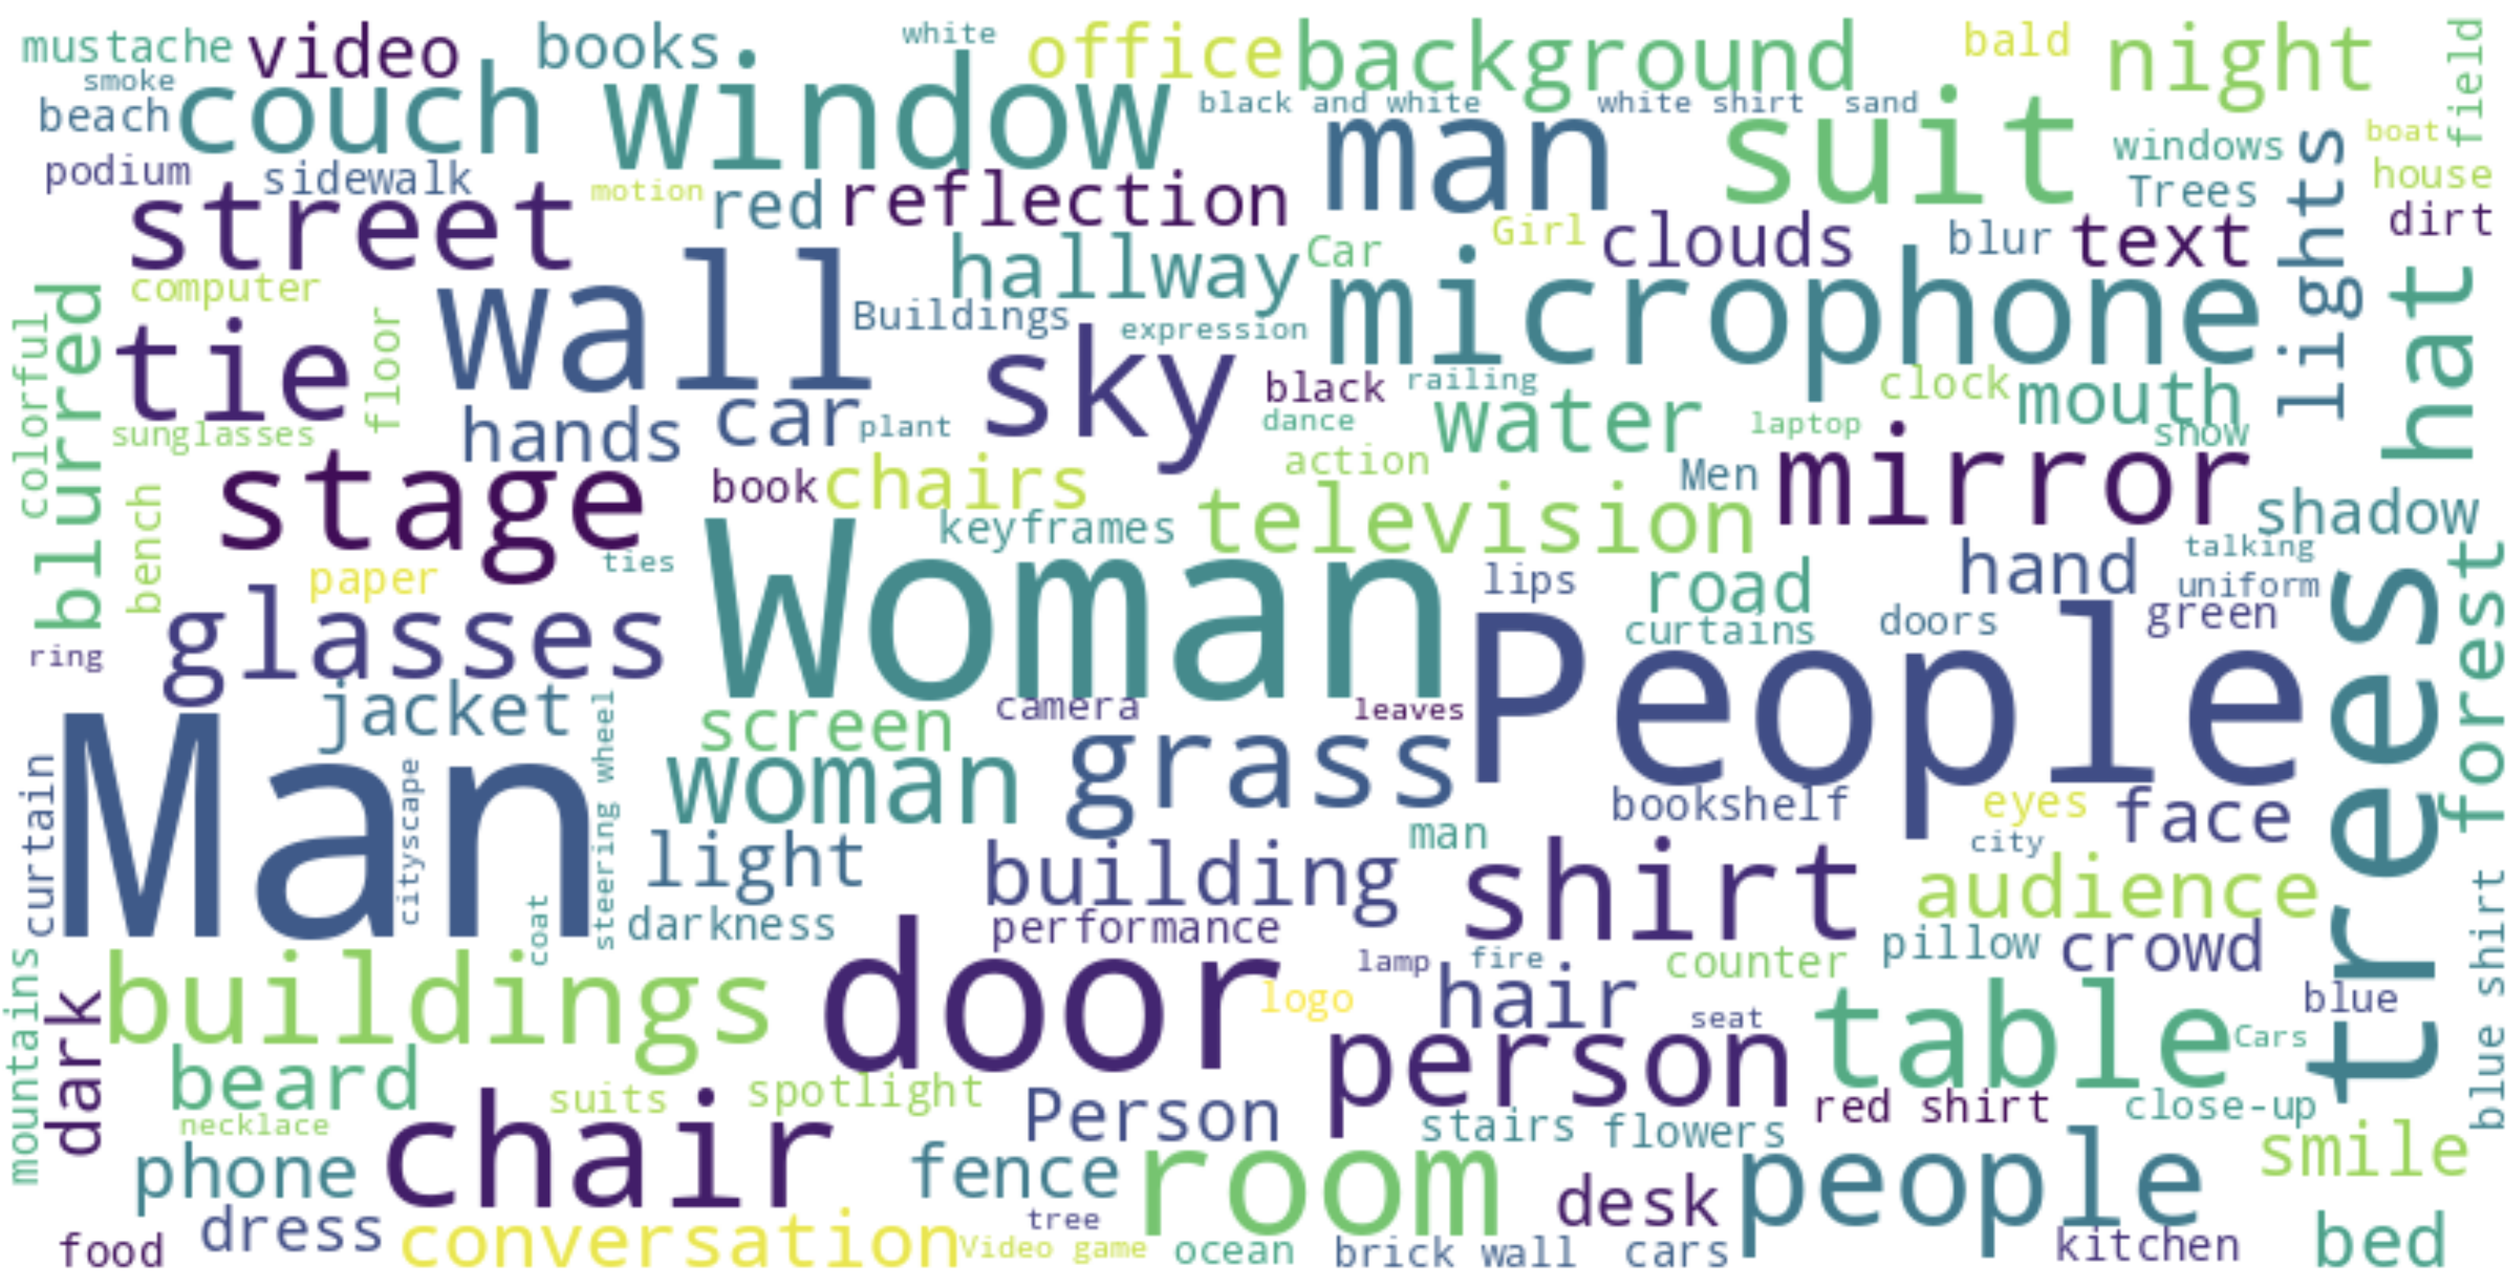 mustache
video
books.
white
office
background
bald
night
field
smoke
beach
couch
window
black and white
white shirt
sand
man
suit
windows
lights
boat
podium
sidewalk
motion
red
reflection
Trees
house
street
Girl
clouds
blur
text
dirt
computer
wall
hallway
Car
microphone
hat
colorful
blurred
tie
floor
Buildings
expression
sky
black
railing
clock
mouth
sunglasses
hands
car
plant
dance
water
laptop
snow
stage
book
chairs
action
Men
mirror
bench
keyframes
television
shadow
ties
paper
Woman
lips
road
hand
talking
forest
glasses
curtains
doors
uniform
green
trees
ring
jacket
screen
camera
leaves
People
Man
curtain
cityscape
steering wheel
woman
grass
bookshelf
eyes
face
light
man
city
building
shirt
audience
coat
darkness
performance
blue shirt
mountains
buildings
door
lamp
fire
counter
pillow
crowd
dark
logo
hair
seat
table
blue
Cars
beard
suits
spotlight
person
necklace
chair
Person
red shirt
close-up
phone
fence
stairs
flowers
smile
room
people
desk
dress
tree
food
conversation
Video game
ocean
brick wall
cars
kitchen
bed